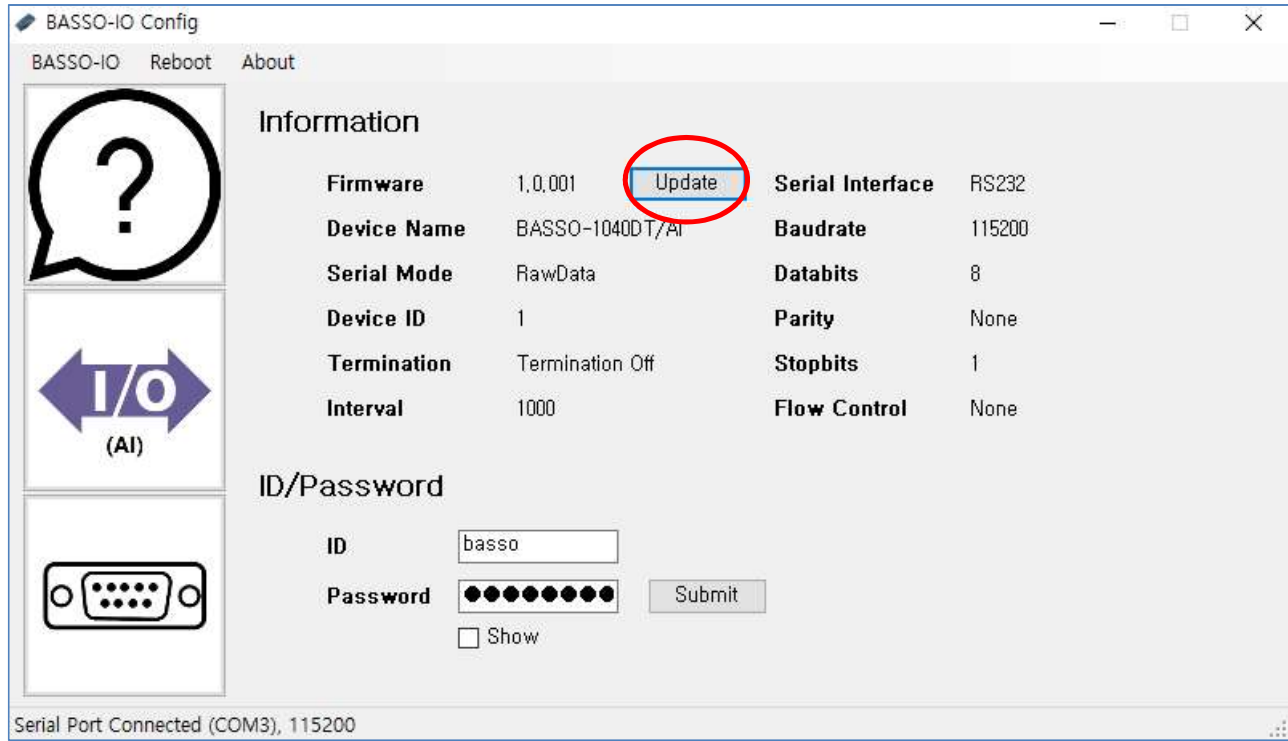 BASSO-IO Config
BASSO-IO Reboot About
?
Information
Firmware 1,0,001 Update Serial Interface RS232
Device Name BASSO-1040DT/AI Baudrate 115200
Serial Mode RawData Databits 8
Device ID 1 Parity None
Termination Termination Off Stopbits 1
Interval 1000 Flow Control None
I/O
(AI)
ID/Password
ID basso
Password Submit
Show
Serial Port Connected (COM3), 115200